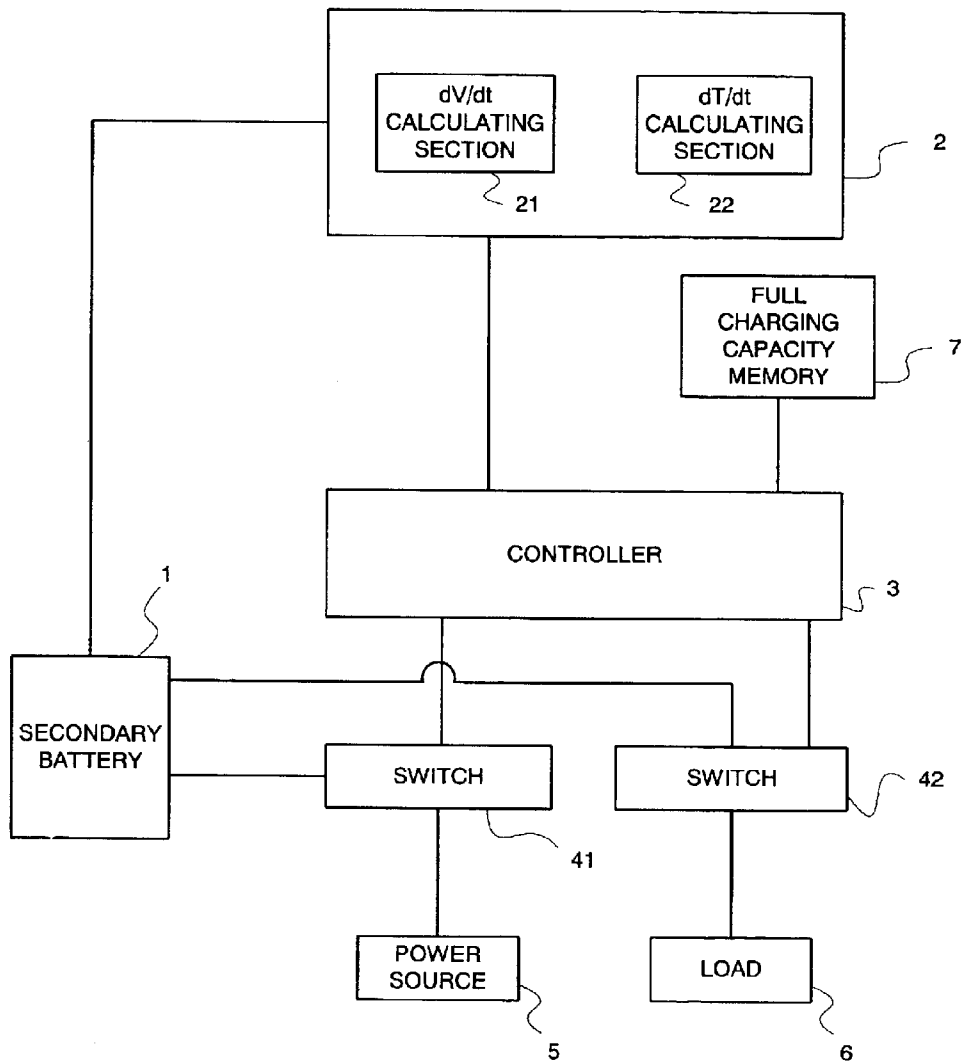 dV/dt
CALCULATING
SECTION
21
dT/dt
CALCULATING
SECTION
22
2
FULL
CHARGING
CAPACITY
MEMORY
7
CONTROLLER
3
1
SECONDARY
BATTERY
SWITCH
41
SWITCH
42
POWER
SOURCE
5
LOAD
6